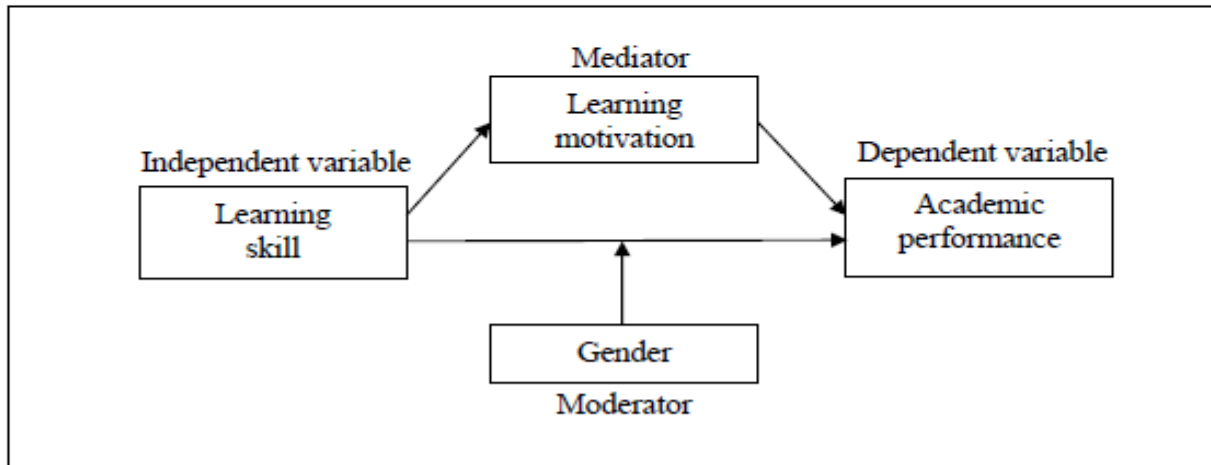 Mediator
Learning
motivation
Independent variable
Learning
skill
Dependent variable
Academic
performance
Gender
Moderator